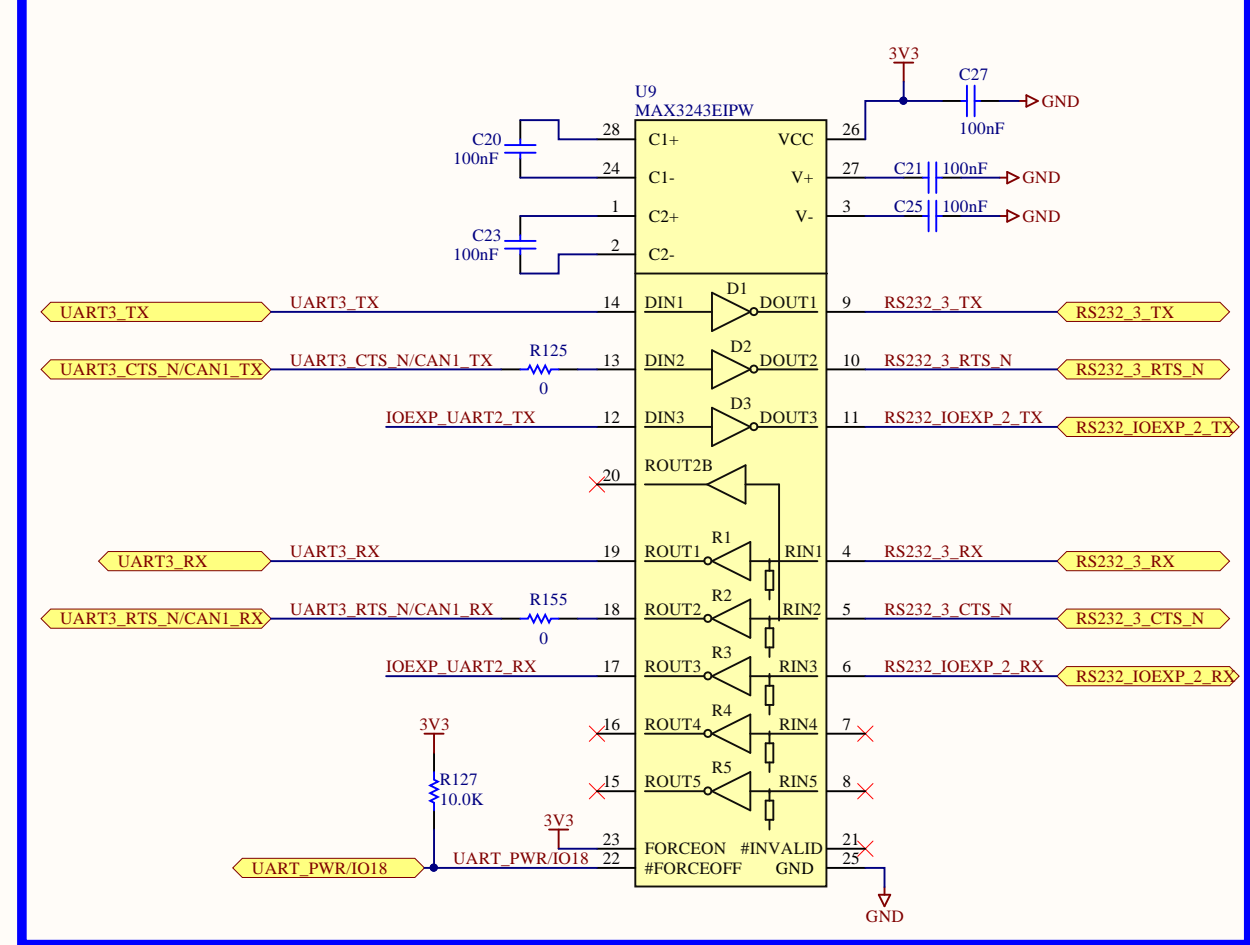 3V3
C27
GND
100nF
U9
MAX3243EIPW
C20
100nF
28
C1+
VCC
26
24
C1-
V+
27
C21
100nF
GND
1
C2+
V-
3
C25
100nF
GND
C23
100nF
2
C2-
UART3_TX
UART3_TX
14
DIN1
D1
DOUT1
9
RS232_3_TX
RS232_3_TX
UART3_CTS_N/CAN1_TX
UART3_CTS_N/CAN1_TX
R125
0
13
DIN2
D2
DOUT2
10
RS232_3_RTS_N
RS232_3_RTS_N
IOEXP_UART2_TX
12
DIN3
D3
DOUT3
11
RS232_IOEXP_2_TX
RS232_IOEXP_2_TX
20
ROUT2B
UART3_RX
UART3_RX
19
ROUT1
R1
RIN1
4
RS232_3_RX
RS232_3_RX
UART3_RTS_N/CAN1_RX
UART3_RTS_N/CAN1_RX
R155
0
18
ROUT2
R2
RIN2
5
RS232_3_CTS_N
RS232_3_CTS_N
IOEXP_UART2_RX
17
ROUT3
R3
RIN3
6
RS232_IOEXP_2_RX
RS232_IOEXP_2_RX
16
ROUT4
R4
RIN4
7
15
ROUT5
R5
RIN5
8
3V3
R127
10.0K
3V3
23
FORCEON
#INVALID
21
UART_PWR/IO18
UART_PWR/IO18
22
#FORCEOFF
GND
25
GND